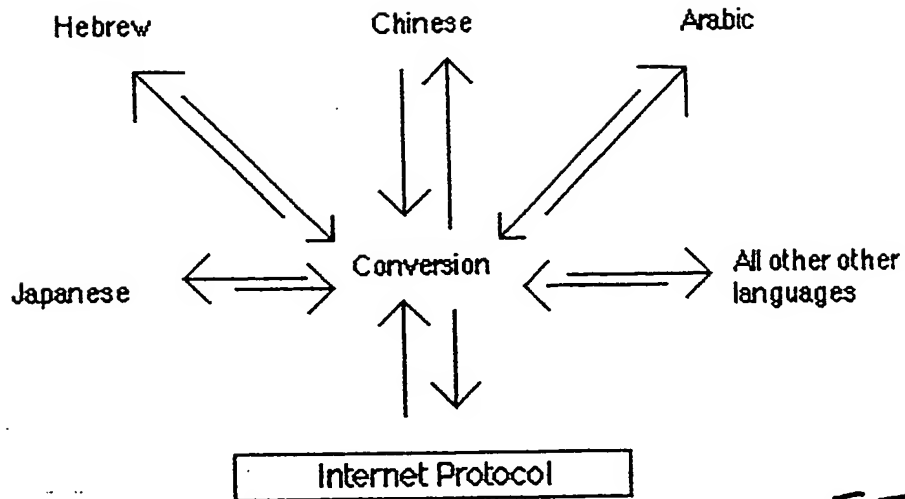 Hebrew
Chinese
Arabic
Conversion
Japanese
All other other
languages
Internet Protocol